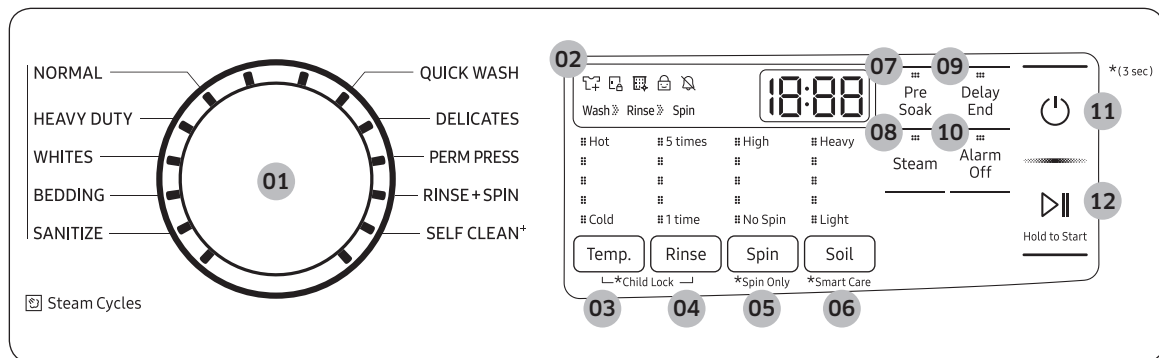 NORMAL
HEAVY DUTY
WHITES
BEDDING
SANITIZE
Steam Cycles
01
QUICK WASH
DELICATES
PERM PRESS
RINSE+SPIN
SELF CLEAN+
02
Wash Rinse Spin
18:88
Hot 5 times High Heavy
Cold 1 time No Spin Light
Temp. Rinse Spin Soil
*Child Lock *Spin Only *Smart Care
03 04 05 06
07 09
Pre Soak
Delay End
08 10
Steam
Alarm Off
*(3 sec)
11
12
Hold to Start